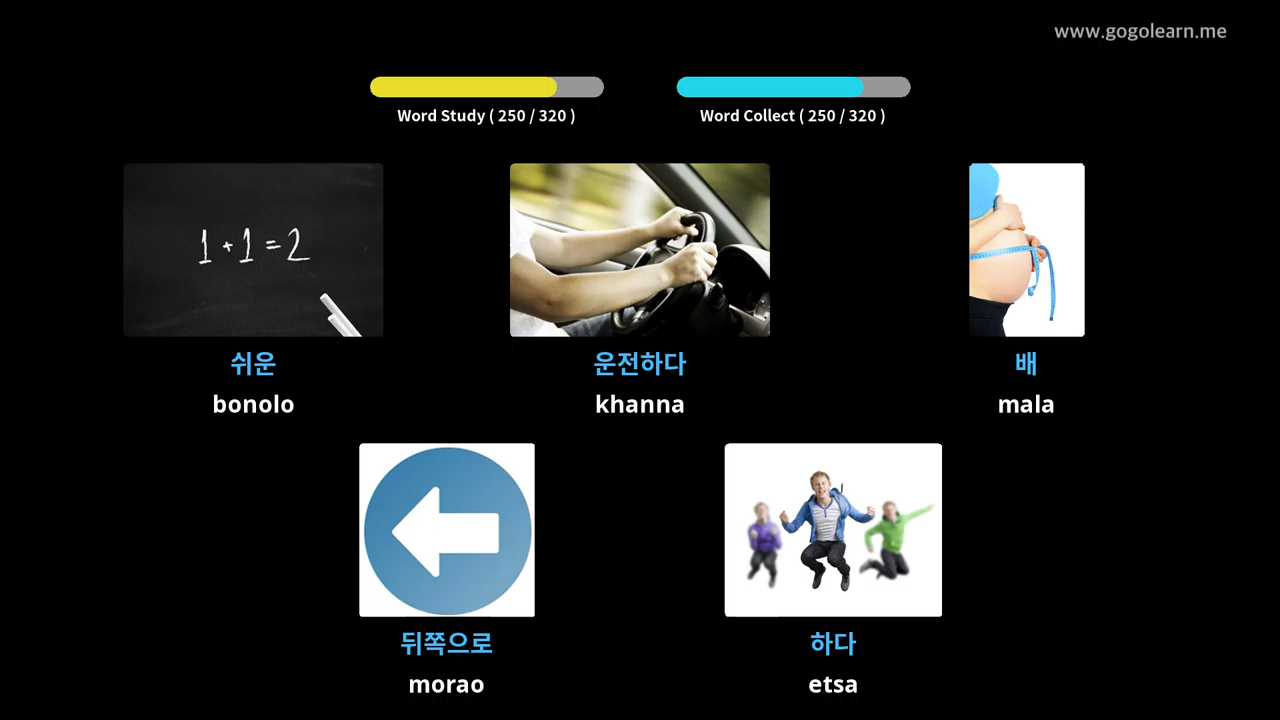 www.gogolearn.me
Word Study ( 250 / 320 )
Word Collect ( 250 / 320 )
1 + 1 = 2
쉬운
bonolo
운전하다
khanna
배
mala
뒤쪽으로
morao
하다
etsa